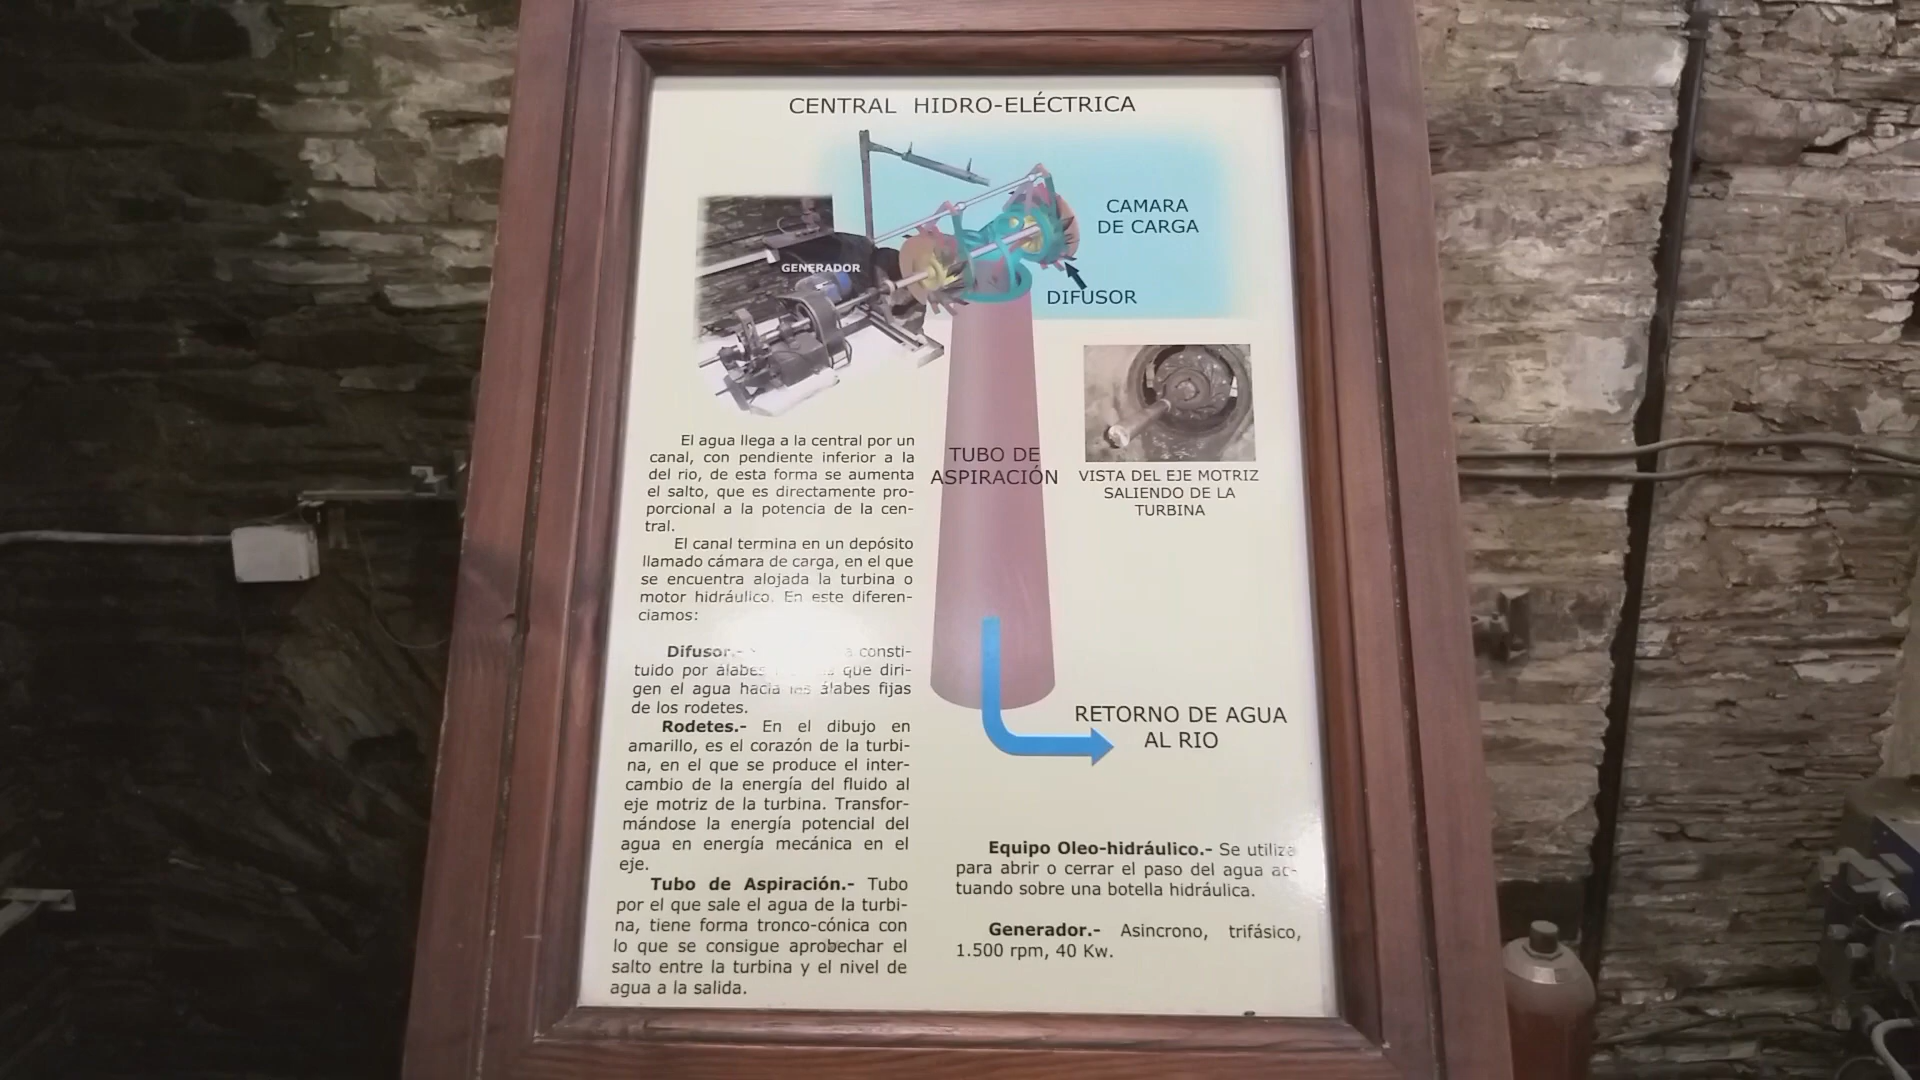 CENTRAL HIDRO-ELÉCTRICA
CAMARA
DE CARGA
GENERADOR
DIFUSOR
TUBO DE
ASPIRACIÓN
VISTA DEL EJE MOTRIZ
SALIENDO DE LA
TURBINA
El agua llega a la central por un
canal, con pendiente inferior a la
del rio, de esta forma se aumenta
el salto, que es directamente pro-
porcional a la potencia de la cen-
tral.
El canal termina en un depósito
llamado cámara de carga, en el que
se encuentra alojada la turbina o
motor hidráulico. En este diferen-
ciamos:
Difusor.- consti-
tuido por álabes que diri-
gen el agua hacia las álabes fijas
de los rodetes.
Rodetes.- En el dibujo en
amarillo, es el corazón de la turbi-
na, en el que se produce el inter-
cambio de la energía del fluido al
eje motriz de la turbina. Transfor-
mándose la energía potencial del
agua en energía mecánica en el
eje.
Tubo de Aspiración.- Tubo
por el que sale el agua de la turbi-
na, tiene forma tronco-cónica con
lo que se consigue aprobechar el
salto entre la turbina y el nivel de
agua a la salida.
RETORNO DE AGUA
AL RIO
Equipo Oleo-hidráulico.- Se utiliza
para abrir o cerrar el paso del agua ac-
tuando sobre una botella hidráulica.
Generador.- Asincrono, trifásico,
1.500 rpm, 40 Kw.